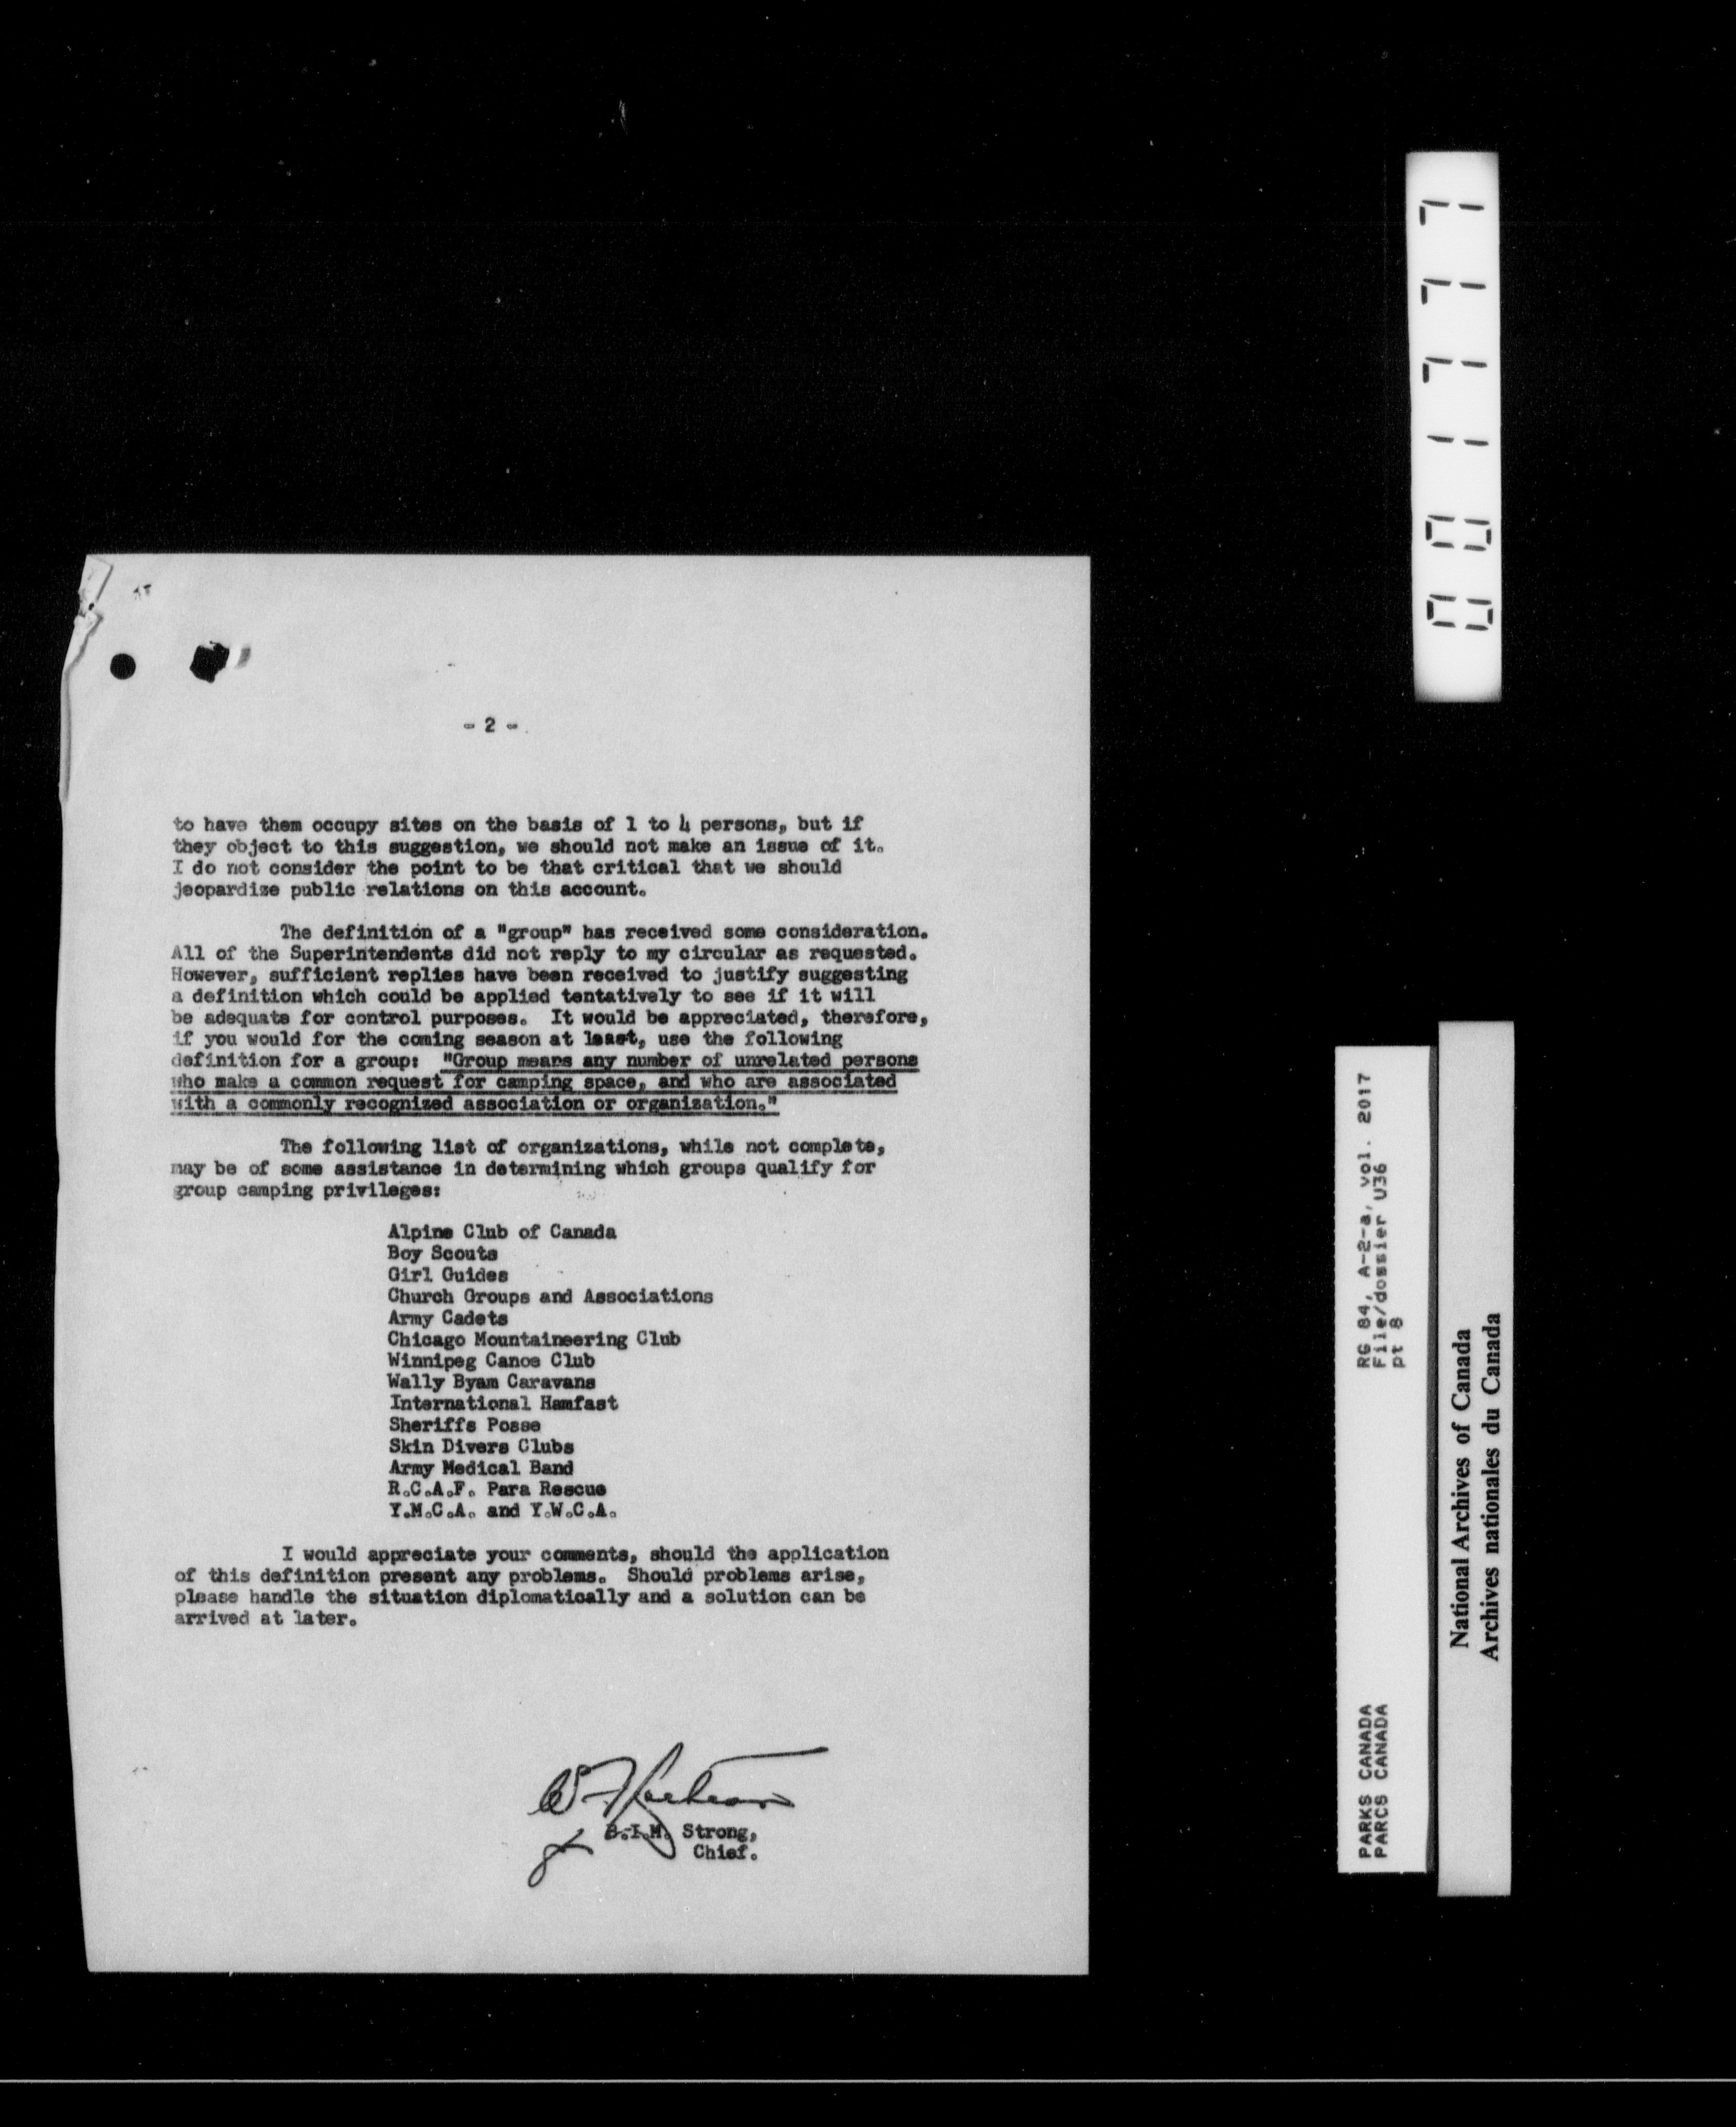 - 2 -
to have them occupy sites on the basis of 1 to 4 persons, but if
they object to this suggestion, we should not make an issue of it.
I do not consider the point to be that critical that we should
jeopardize public relations on this account.
The definition of a "group" has received some consideration.
All of the Superintendents did not reply to my circular as requested.
However, sufficient replies have been received to justify suggesting
a definition which could be applied tentatively to see if it will
be adequate for control purposes. It would be appreciated, therefore,
if you would for the coming season at least, use the following
definition for a group: "Group means any number of unrelated persons
who make a common request for camping space, and who are associated
with a commonly recognized association or organization."
The following list of organizations, while not complete,
may be of some assistance in determining which groups qualify for
group camping privileges:
Alpine Club of Canada
Boy Scouts
Girl Guides
Church Groups and Associations
Army Cadets
Chicago Mountaineering Club
Winnipeg Canoe Club
Wally Byam Caravans
International Hamfast
Sheriffs Posse
Skin Divers Clubs
Army Medical Band
R.C.A.F. Para Rescue
Y.M.C.A. and Y.W.C.A.
I would appreciate your comments, should the application
of this definition present any problems. Should problems arise,
please handle the situation diplomatically and a solution can be
arrived at later.
B.I.M. Strong,
Chief.
001777
PARKS CANADA RG 84, A-2-a, vol. 2017
PARCS CANADA File/dossier U36
pt 8
National Archives of Canada
Archives nationales du Canada